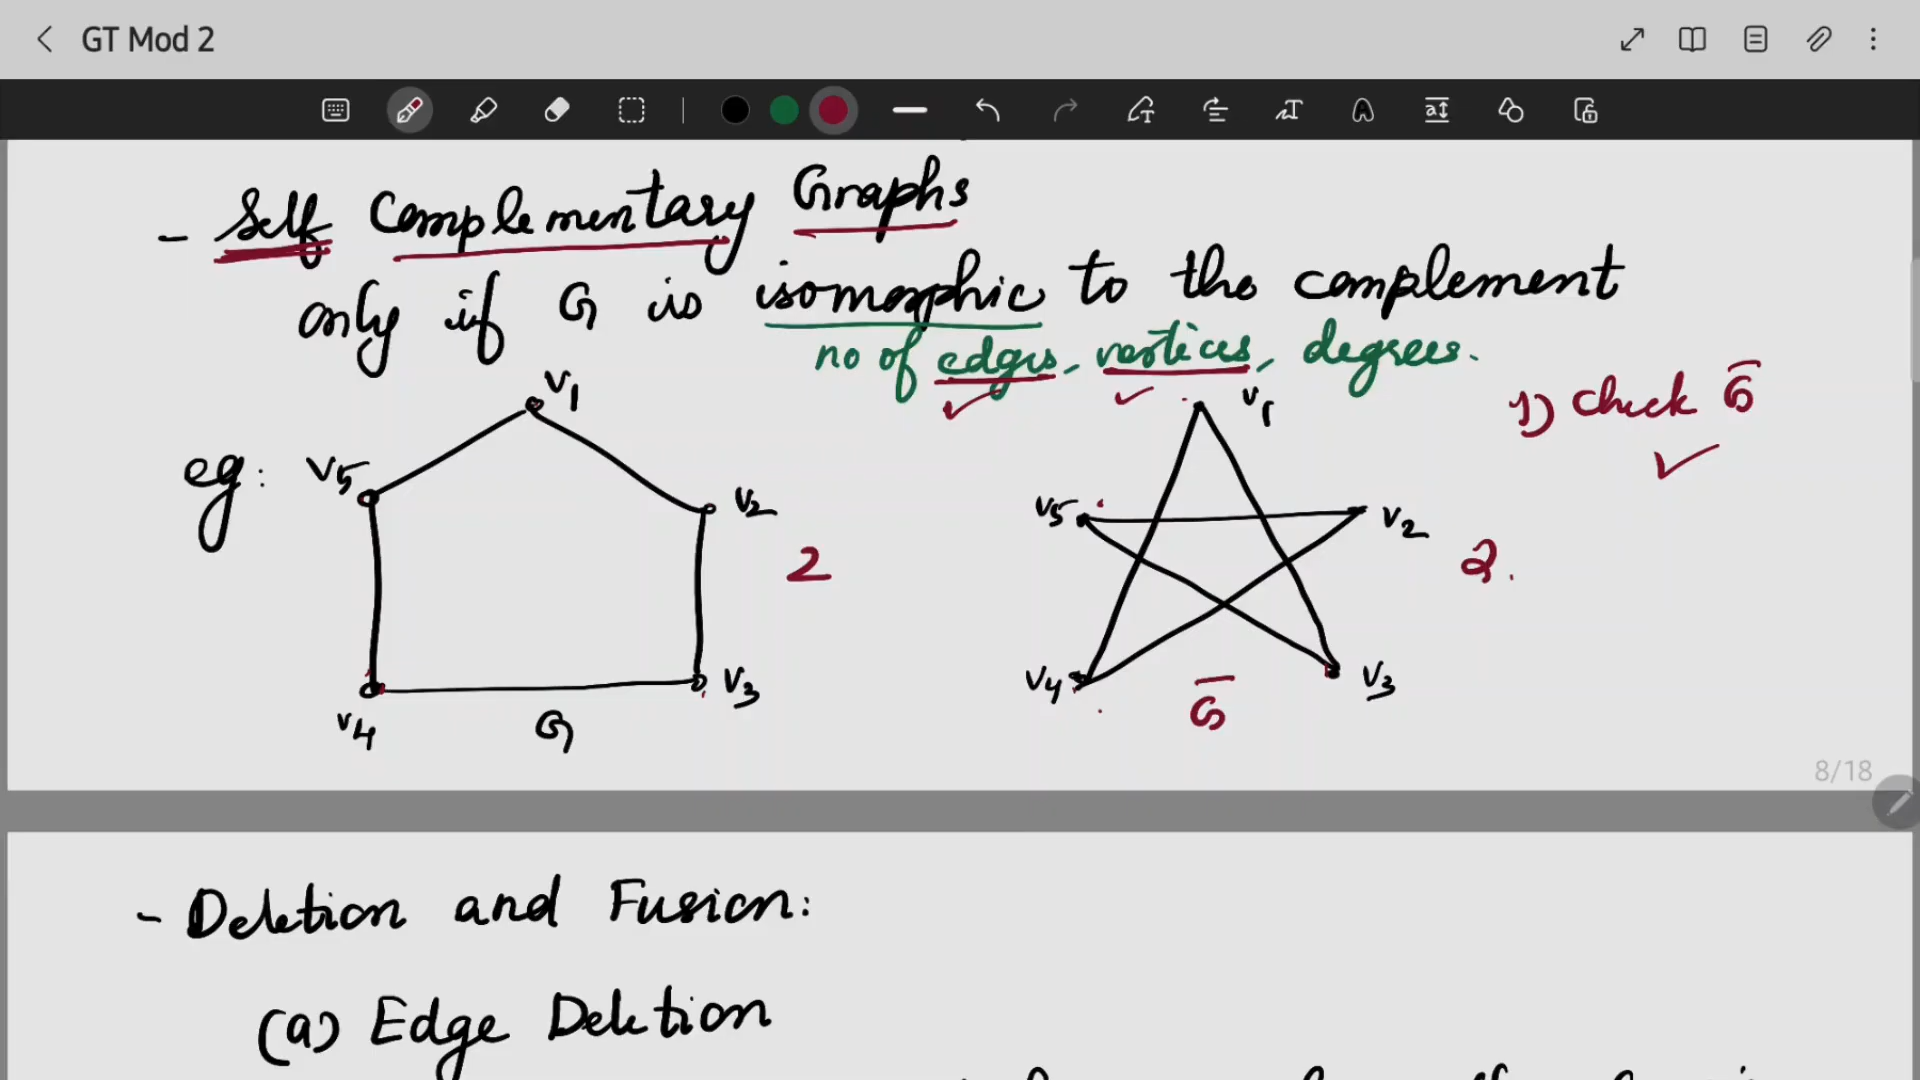 GT Mod 2
- Self Complementary Graphs
only if G is isomorphic to the complement
no of edges, vertices, degrees.
1) Check G̅
eg:
V1
V5
V2
2
V4
V3
G
V1
V5
V2
2.
V4
V3
G̅
8/18
- Deletion and Fusion:
(a) Edge Deletion